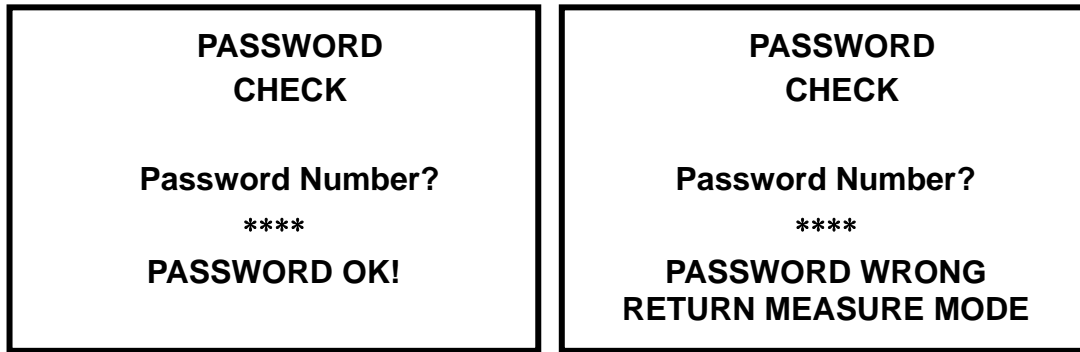 PASSWORD
CHECK
Password Number?
****
PASSWORD OK!
PASSWORD
CHECK
Password Number?
****
PASSWORD WRONG
RETURN MEASURE MODE